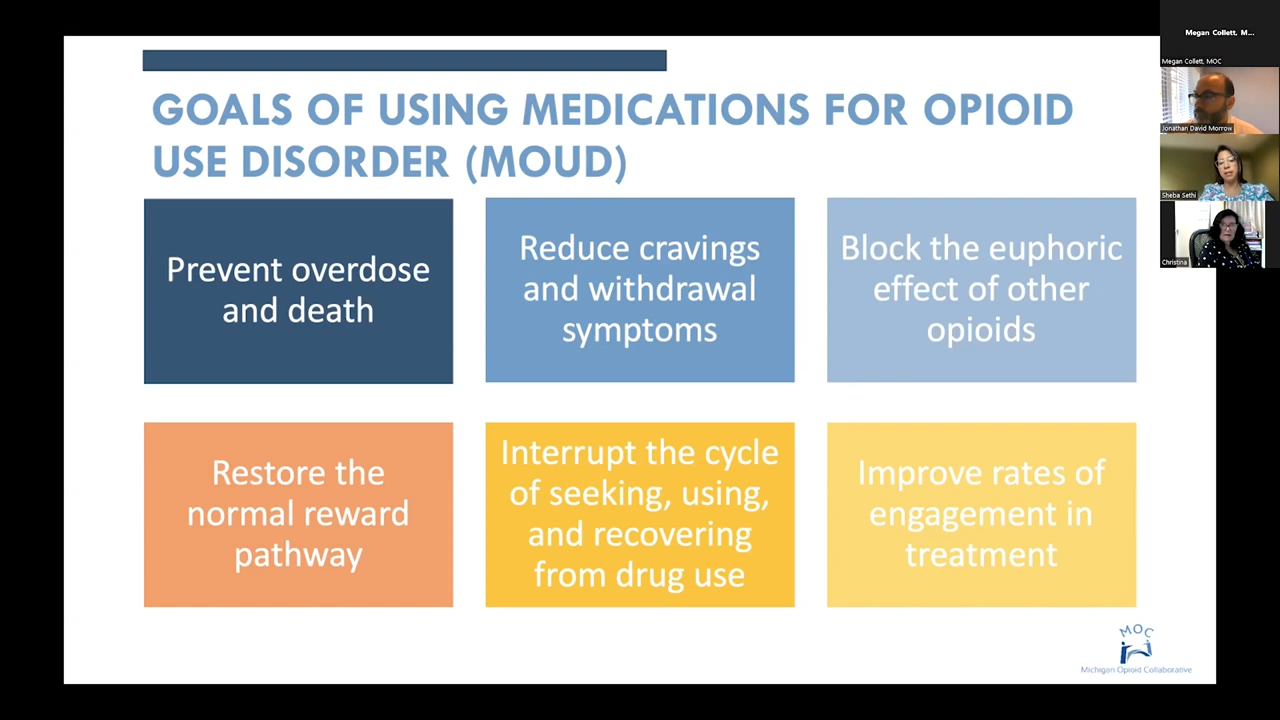 GOALS OF USING MEDICATIONS FOR OPIOID
USE DISORDER (MOUD)
Prevent overdose
and death
Reduce cravings
and withdrawal
symptoms
Block the euphoric
effect of other
opioids
Restore the
normal reward
pathway
Interrupt the cycle
of seeking, using,
and recovering
from drug use
Improve rates of
engagement in
treatment
MOC
Michigan Opioid Collaborative
Megan Collett, M...
Megan Collett, MOC
Jonathan David Morrow
Sheba Sethi
Christina